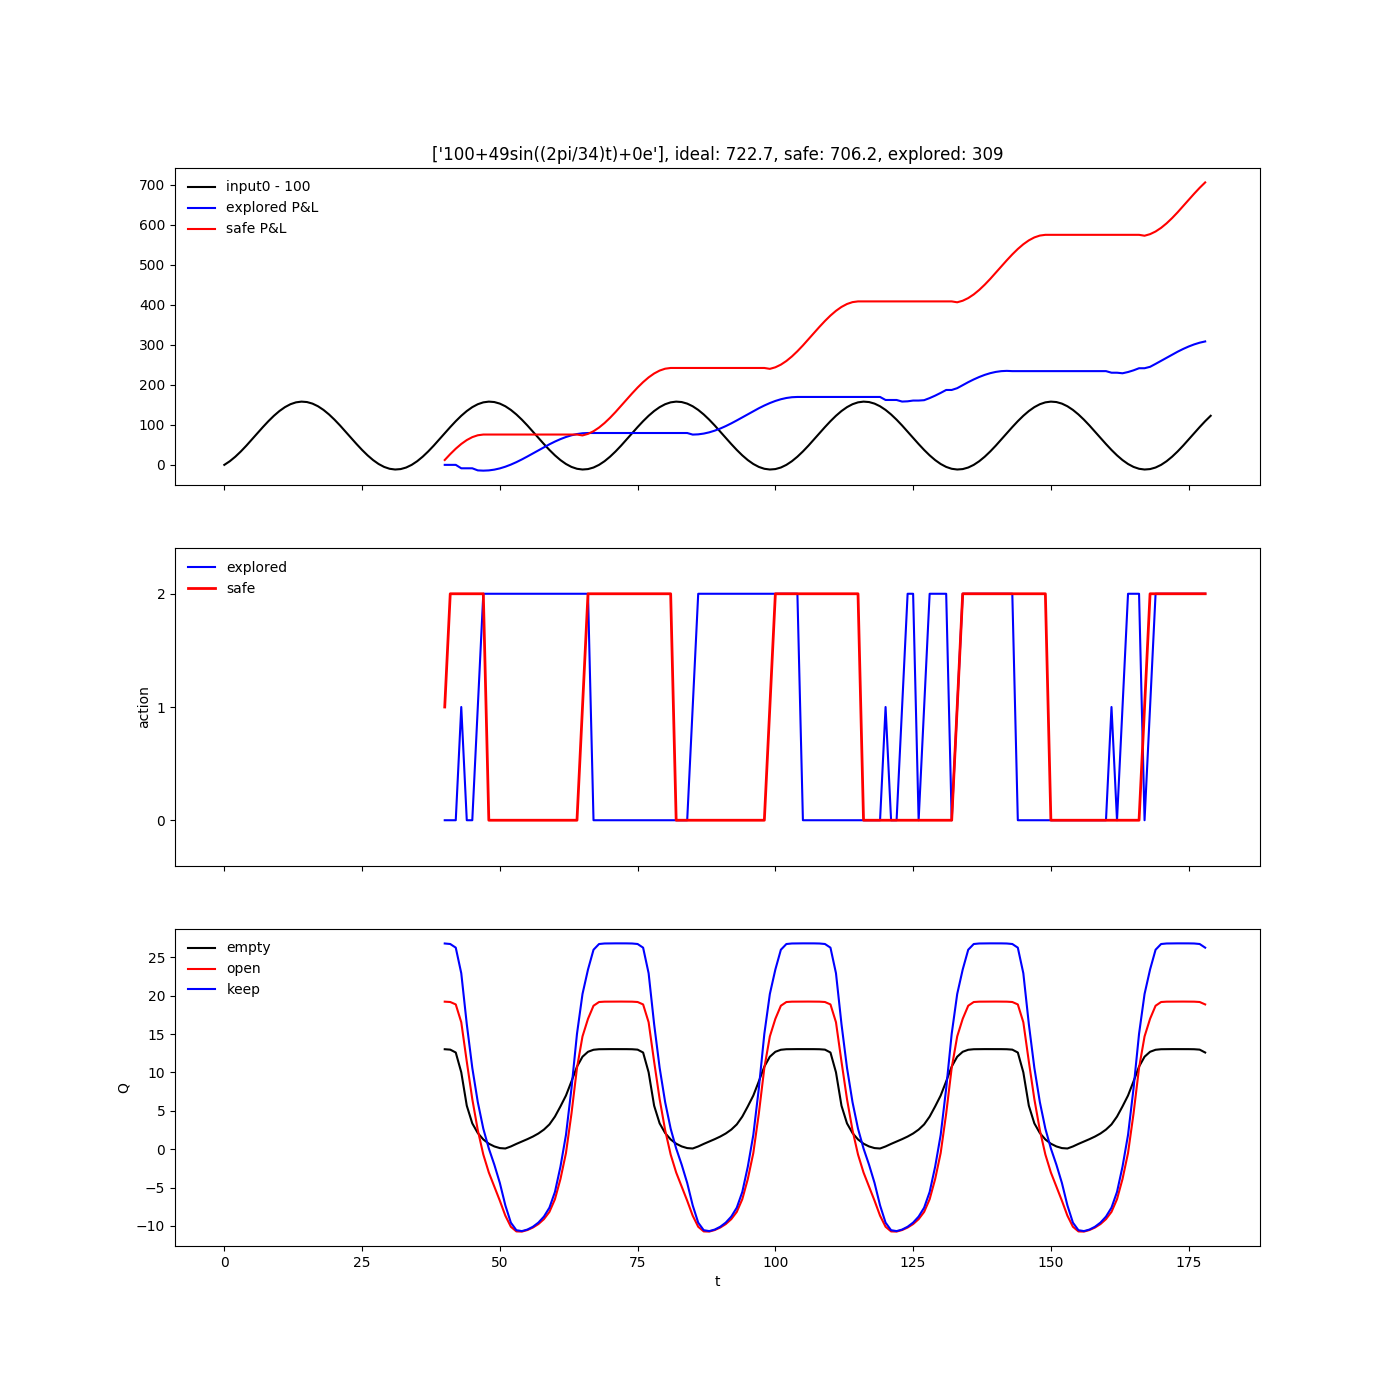 ['100+49sin((2pi/34)t)+0e'], ideal: 722.7, safe: 706.2, explored: 309
700
600
500
400
300
200
100
0
input0 - 100
explored P&L
safe P&L
action
2
1
0
explored
safe
Q
25
20
15
10
5
0
−5
−10
empty
open
keep
0 25 50 75 100 125 150 175
t